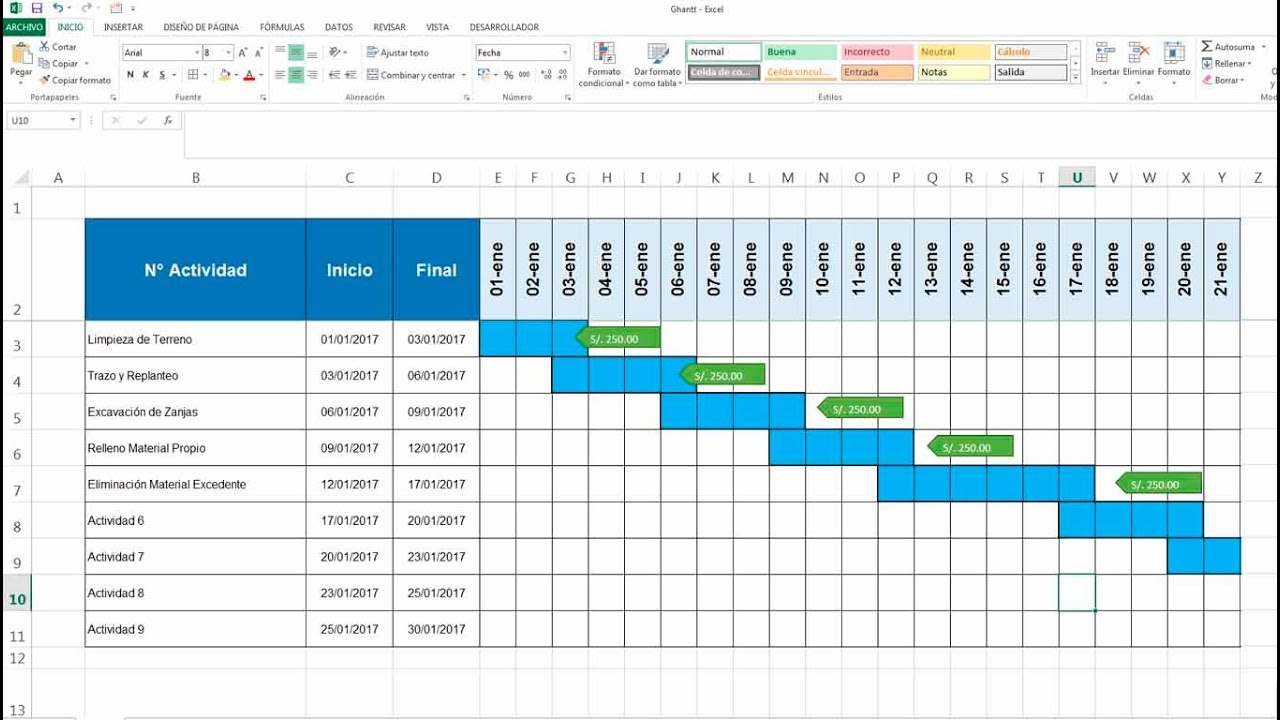 Ghantt - Excel
ARCHIVO INICIO INSERTAR DISEÑO DE PÁGINA FÓRMULAS DATOS REVISAR VISTA DESARROLLADOR
Pegar Cortar Copiar Copiar formato Portapapeles
Arial 8 A A N K S A Fuente
Ajustar texto Combinar y centrar Alineación
Fecha % 000 Número
Formato condicional Dar formato como tabla
Normal Buena Incorrecto Neutral Cálculo
Celda de co... Celda vincul... Entrada Notas Salida
Estilos
Insertar Eliminar Formato Celdas
Autosuma
Rellenar
Borrar
U10 fx
A B C D E F G H I J K L M N O P Q R S T U V W X Y Z
1
2 N° Actividad Inicio Final 01-ene 02-ene 03-ene 04-ene 05-ene 06-ene 07-ene 08-ene 09-ene 10-ene 11-ene 12-ene 13-ene 14-ene 15-ene 16-ene 17-ene 18-ene 19-ene 20-ene 21-ene
3 Limpieza de Terreno 01/01/2017 03/01/2017 S/. 250.00
4 Trazo y Replanteo 03/01/2017 06/01/2017 S/. 250.00
5 Excavación de Zanjas 06/01/2017 09/01/2017 S/. 250.00
6 Relleno Material Propio 09/01/2017 12/01/2017 S/. 250.00
7 Eliminación Material Excedente 12/01/2017 17/01/2017 S/. 250.00
8 Actividad 6 17/01/2017 20/01/2017
9 Actividad 7 20/01/2017 23/01/2017
10 Actividad 8 23/01/2017 25/01/2017
11 Actividad 9 25/01/2017 30/01/2017
12
13